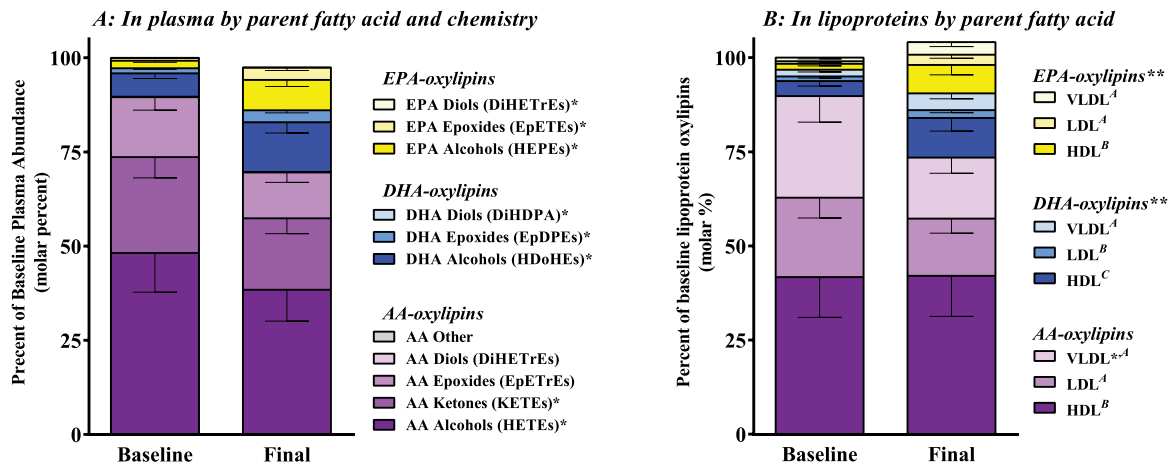 A: In plasma by parent fatty acid and chemistry
Precent of Baseline Plasma Abundance
(molar percent)
100
75
50
25
0
Baseline
Final
EPA-oxylipins
EPA Diols (DiHETrEs)*
EPA Epoxides (EpETEs)*
EPA Alcohols (HEPEs)*
DHA-oxylipins
DHA Diols (DiHDPA)*
DHA Epoxides (EpDPEs)*
DHA Alcohols (HDoHEs)*
AA-oxylipins
AA Other
AA Diols (DiHETrEs)
AA Epoxides (EpETrEs)
AA Ketones (KETEs)*
AA Alcohols (HETEs)*
B: In lipoproteins by parent fatty acid
Percent of baseline lipoprotein oxylipins
(molar %)
100
75
50
25
0
Baseline
Final
EPA-oxylipins**
VLDL^A
LDL^A
HDL^B
DHA-oxylipins**
VLDL^A
LDL^B
HDL^C
AA-oxylipins
VLDL*,A
LDL^A
HDL^B